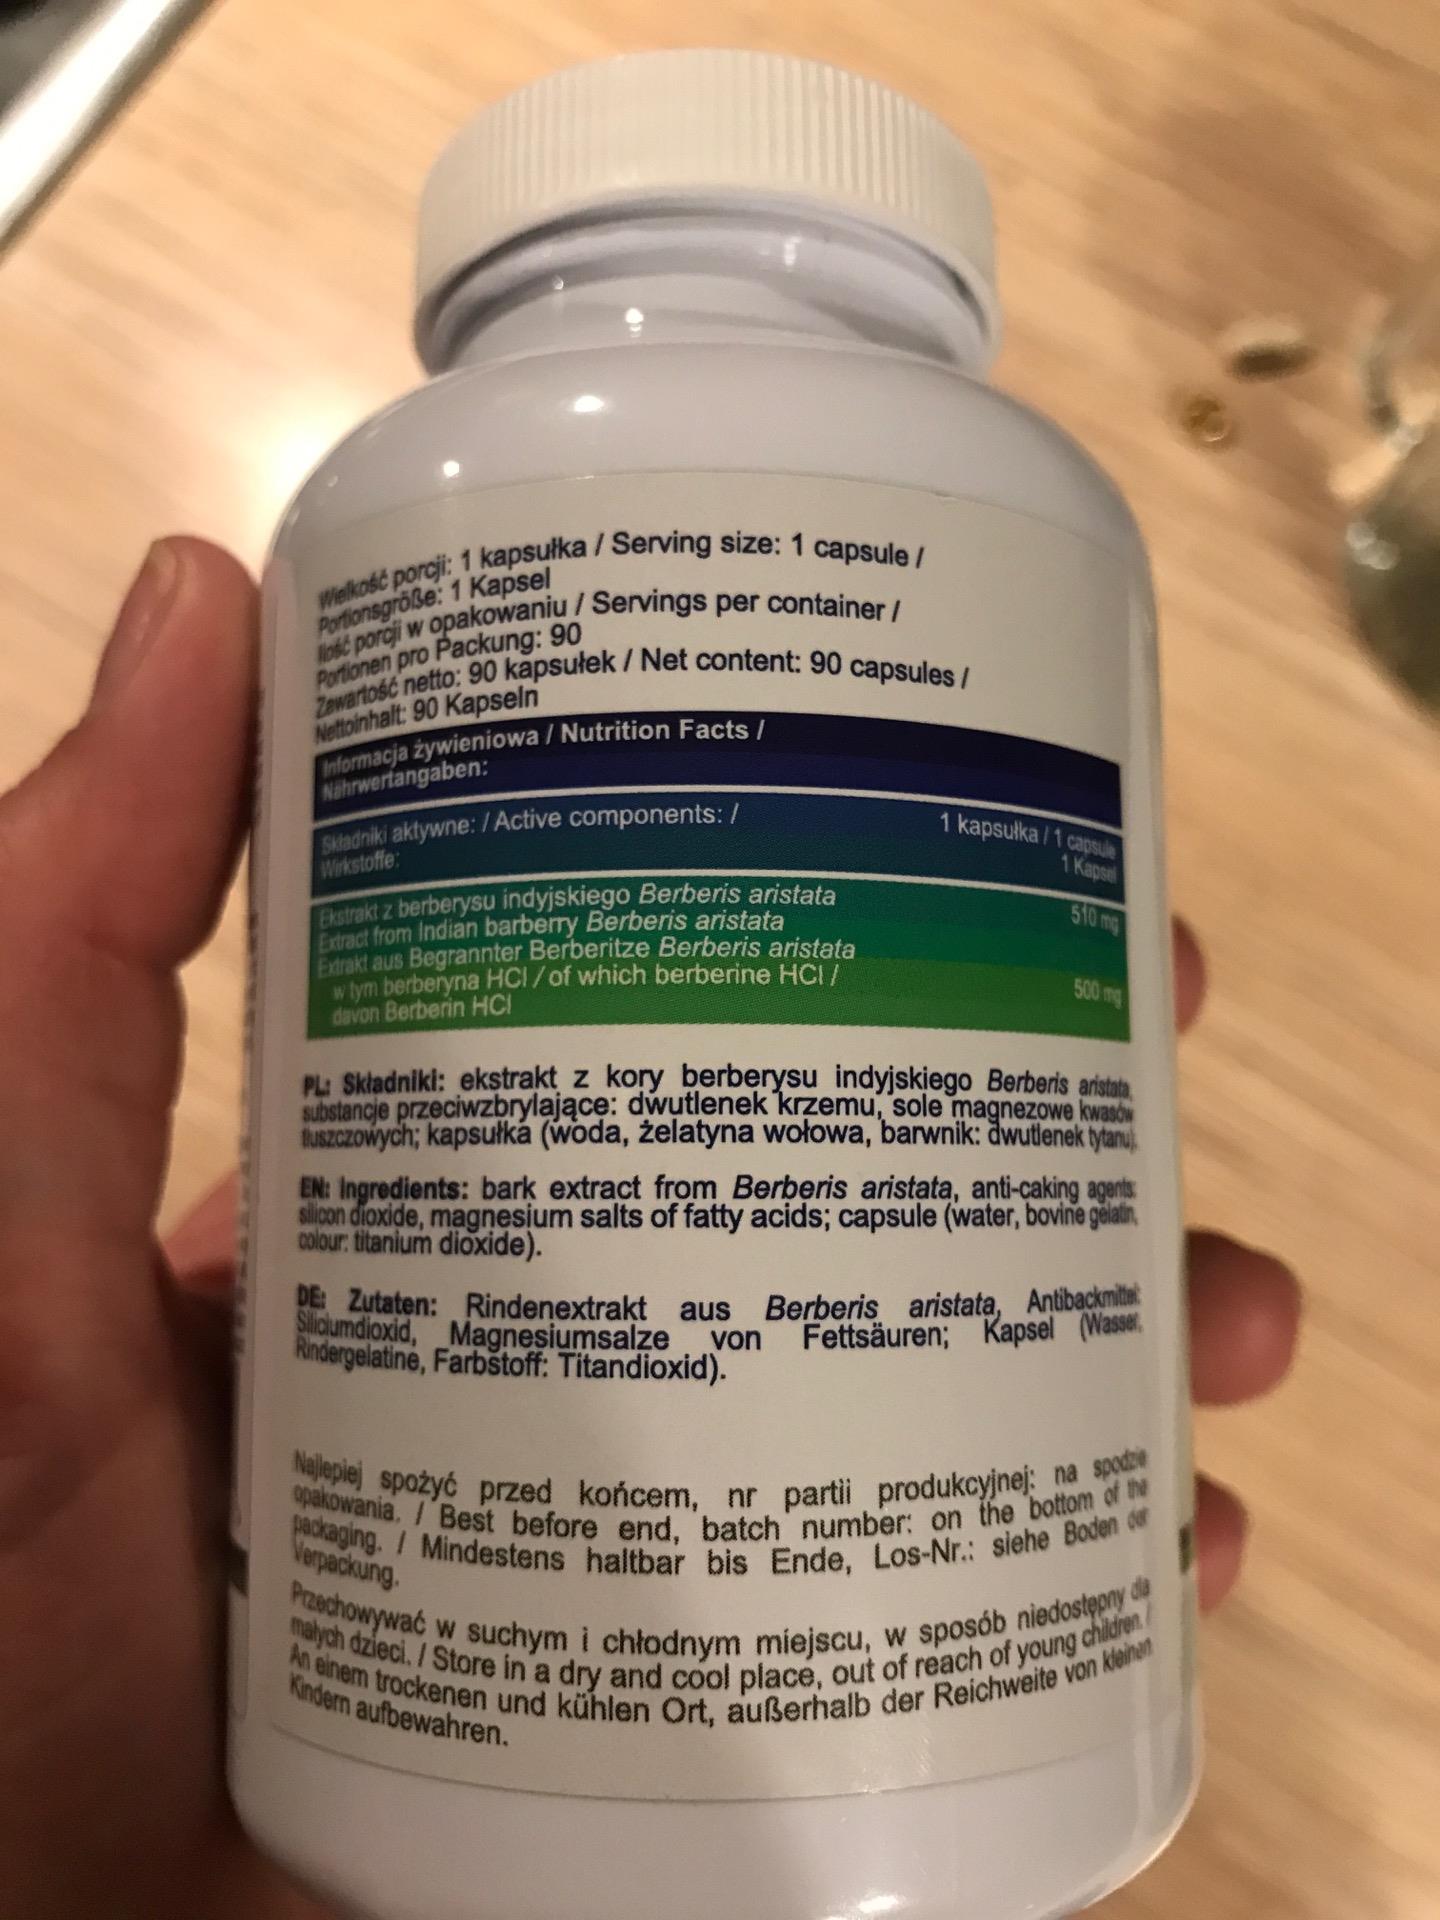 Wielkość porcji: 1 kapsułka / Serving size: 1 capsule /
Portionsgröße: 1 Kapsel
Ilość porcji w opakowaniu / Servings per container /
Portionen pro Packung: 90
Zawartość netto: 90 kapsułek / Net content: 90 capsules /
Nettoinhalt: 90 Kapseln
Informacja żywieniowa / Nutrition Facts /
Nährwertangaben:
Składniki aktywne: / Active components: / 1 kapsułka / 1 capsule
Wirkstoffe: 1 Kapsel
Ekstrakt z berberysu indyjskiego Berberis aristata 510 mg
Extract from Indian barberry Berberis aristata
Extrakt aus Begrannter Berberitze Berberis aristata
w tym berberyna HCl / of which berberine HCl / 500 mg
davon Berberin HCl
PL: Składniki: ekstrakt z kory berberysu indyjskiego Berberis aristata,
substancje przeciwzbrylające: dwutlenek krzemu, sole magnezowe kwasów
tłuszczowych; kapsułka (woda, żelatyna wołowa, barwnik: dwutlenek tytanu).
EN: Ingredients: bark extract from Berberis aristata, anti-caking agents:
silicon dioxide, magnesium salts of fatty acids; capsule (water, bovine gelatin,
colour: titanium dioxide).
DE: Zutaten: Rindenextrakt aus Berberis aristata, Antibackmittel:
Siliciumdioxid, Magnesiumsalze von Fettsäuren; Kapsel (Wasser,
Rindergelatine, Farbstoff: Titandioxid).
Najlepiej spożyć przed końcem, nr partii produkcyjnej: na spodzie
opakowania. / Best before end, batch number: on the bottom of the
packaging. / Mindestens haltbar bis Ende, Los-Nr.: siehe Boden der
Verpackung.
Przechowywać w suchym i chłodnym miejscu, w sposób niedostępny dla
małych dzieci. / Store in a dry and cool place, out of reach of young children. /
An einem trockenen und kühlen Ort, außerhalb der Reichweite von kleinen
Kindern aufbewahren.